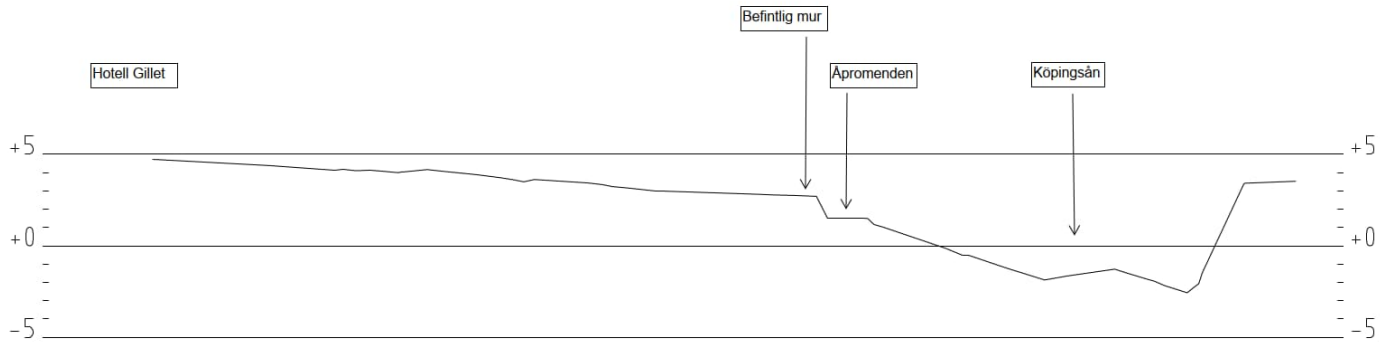 Befintlig mur
Hotell Gillet
Åpromenden
Köpingsån
+5 +5
+0 +0
-5 -5